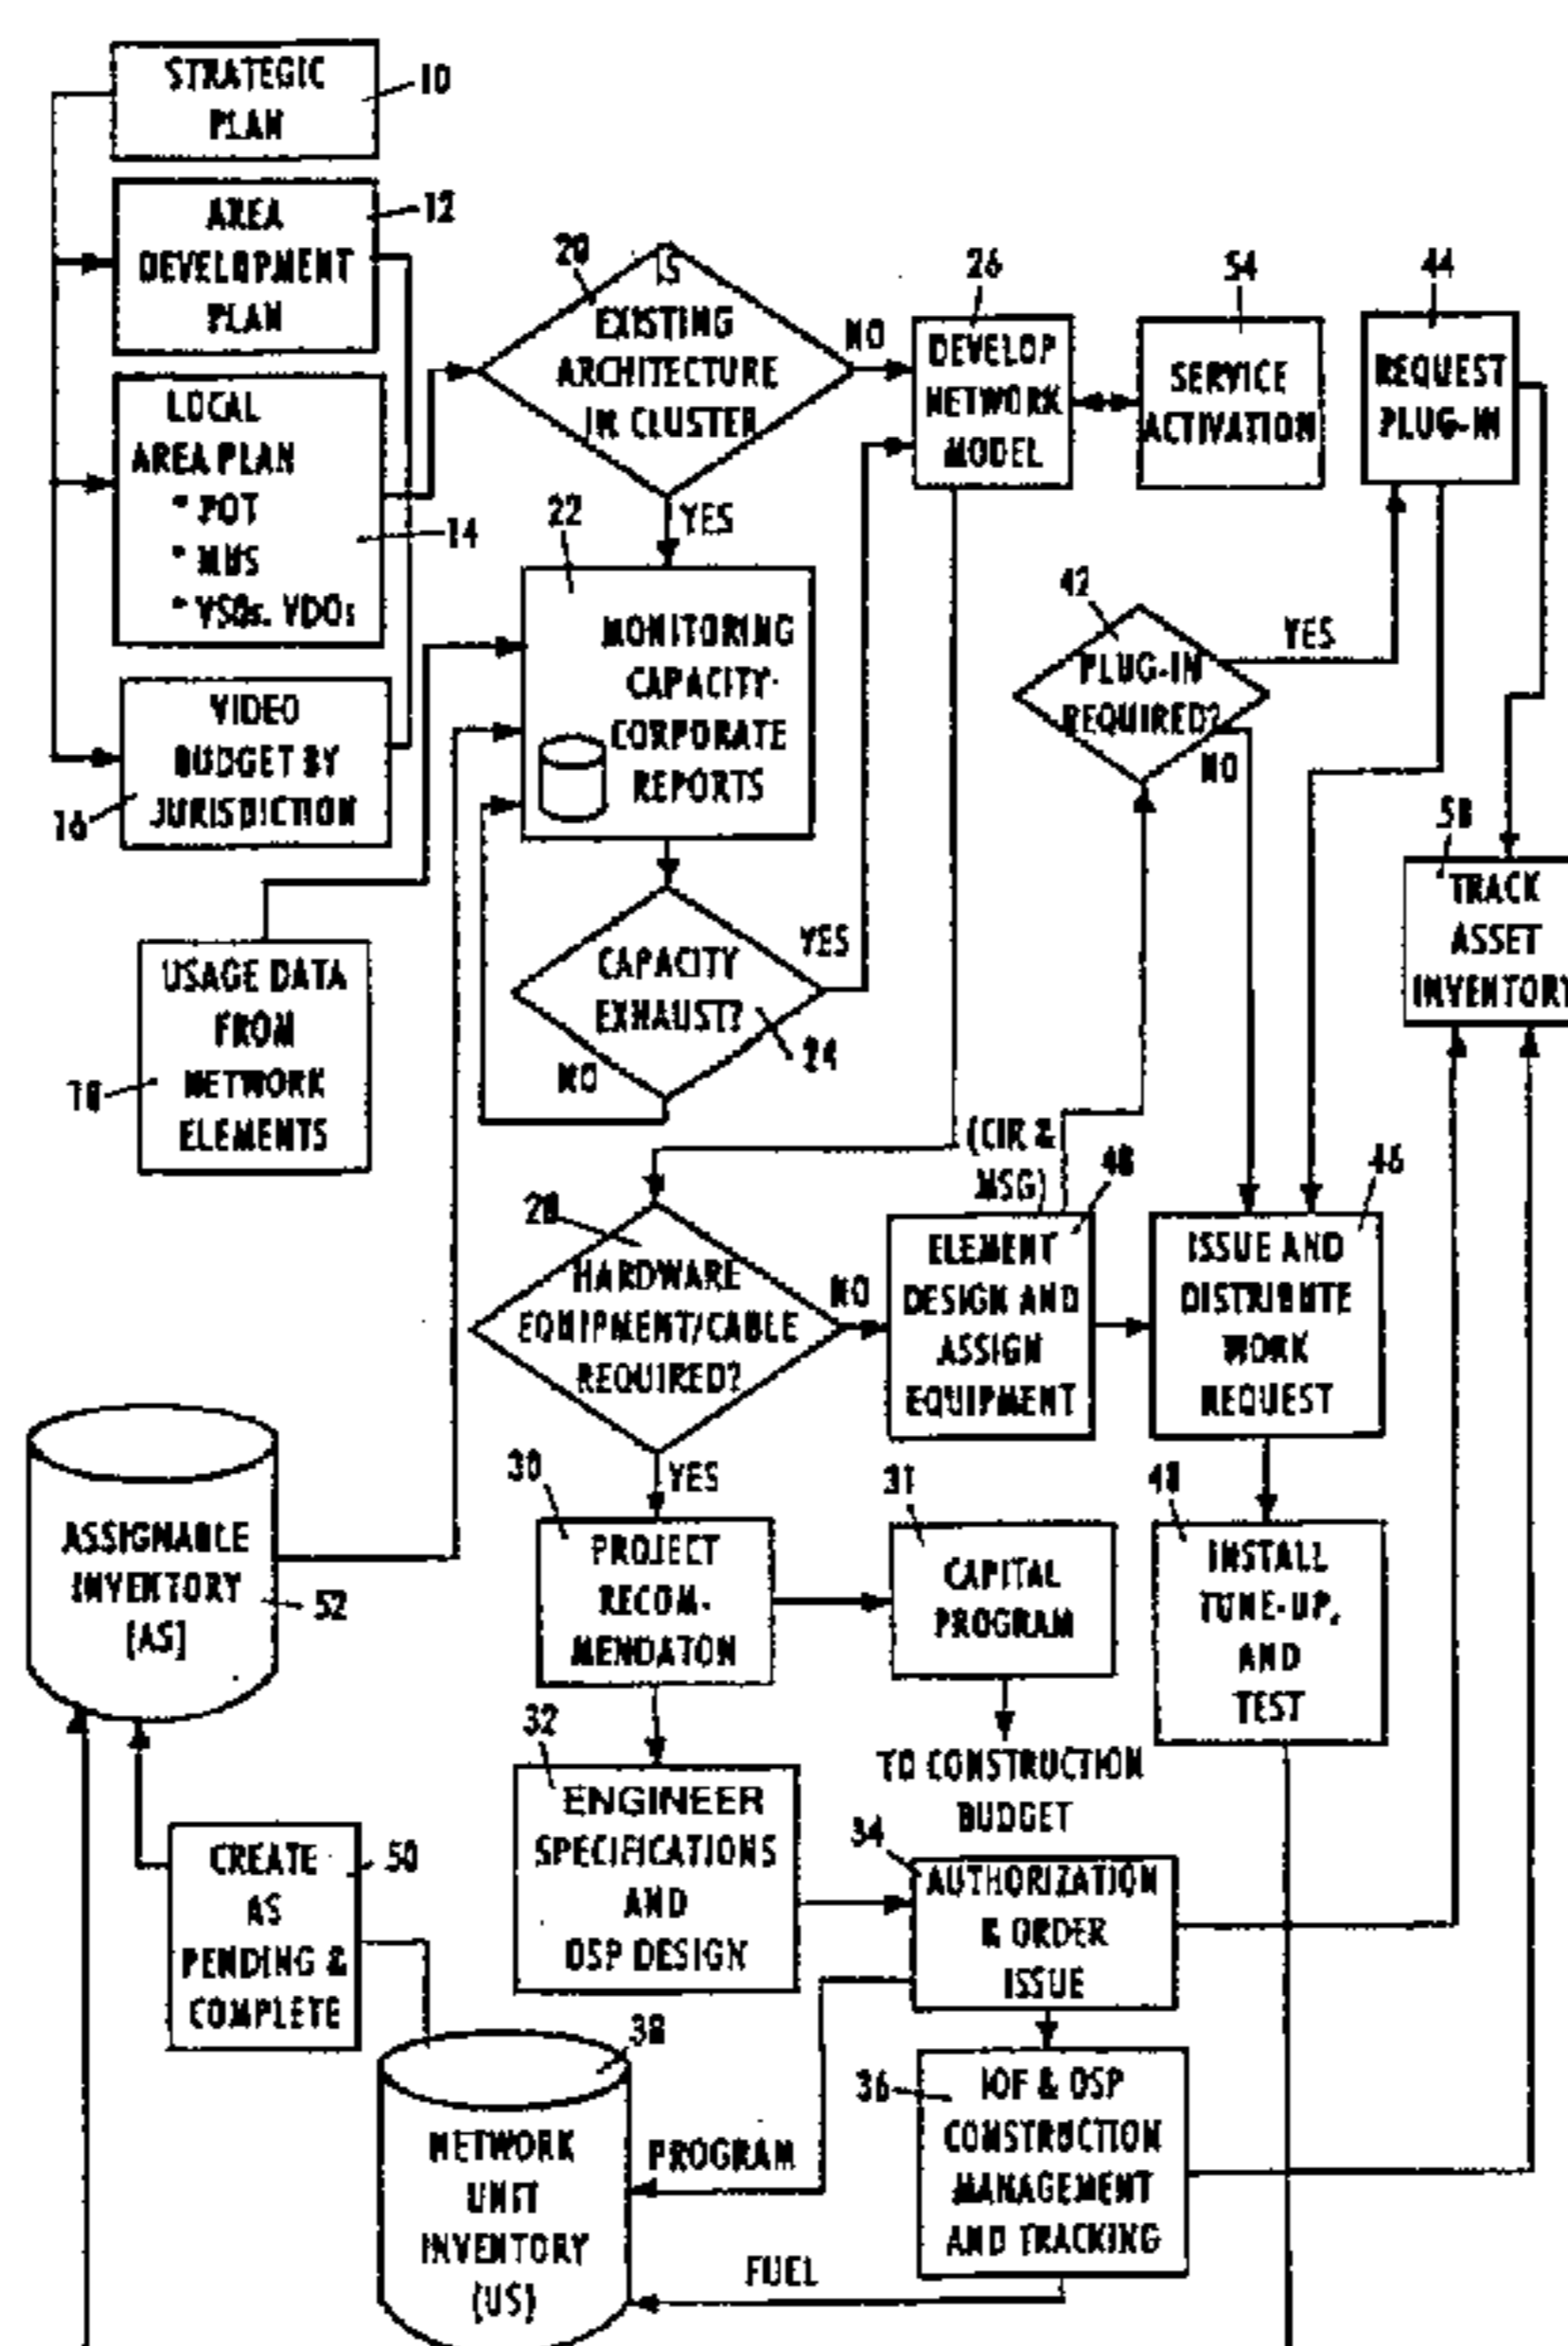 STRATEGIC
PLAN
10
AREA
DEVELOPMENT
PLAN
12
LOCAL
AREA PLAN
* POT
* MUS
* VSOs. VDOs
14
VIDEO
BUDGET BY
JURISDICTION
16
USAGE DATA
FROM
NETWORK
ELEMENTS
20
IS
EXISTING
ARCHITECTURE
IN CLUSTER
NO
YES
22
MONITORING
CAPACITY-
CORPORATE
REPORTS
CAPACITY
EXHAUST?
24
YES
NO
26
DEVELOP
NETWORK
MODEL
54
SERVICE
ACTIVATION
44
REQUEST
PLUG-IN
42
PLUG-IN
REQUIRED?
YES
NO
TRACK
ASSET
INVENTORY
HARDWARE
EQUIPMENT/CABLE
REQUIRED?
NO
YES
(CIR &
MSG)
ELEMENT
DESIGN AND
ASSIGN
EQUIPMENT
46
ISSUE AND
DISTRIBUTE
WORK
REQUEST
30
PROJECT
RECOM-
MENDATON
31
CAPITAL
PROGRAM
TO CONSTRUCTION
BUDGET
INSTALL
TUNE-UP,
AND
TEST
ASSIGNABLE
INVENTORY
[AS]
52
32
ENGINEER
SPECIFICATIONS
AND
OSP DESIGN
34
AUTHORIZATION
& ORDER
ISSUE
CREATE
AS
PENDING &
COMPLETE
50
36
IOF & OSP
CONSTRUCTION
MANAGEMENT
AND TRACKING
38
NETWORK
UNIT
INVENTORY
(US)
PROGRAM
FUEL